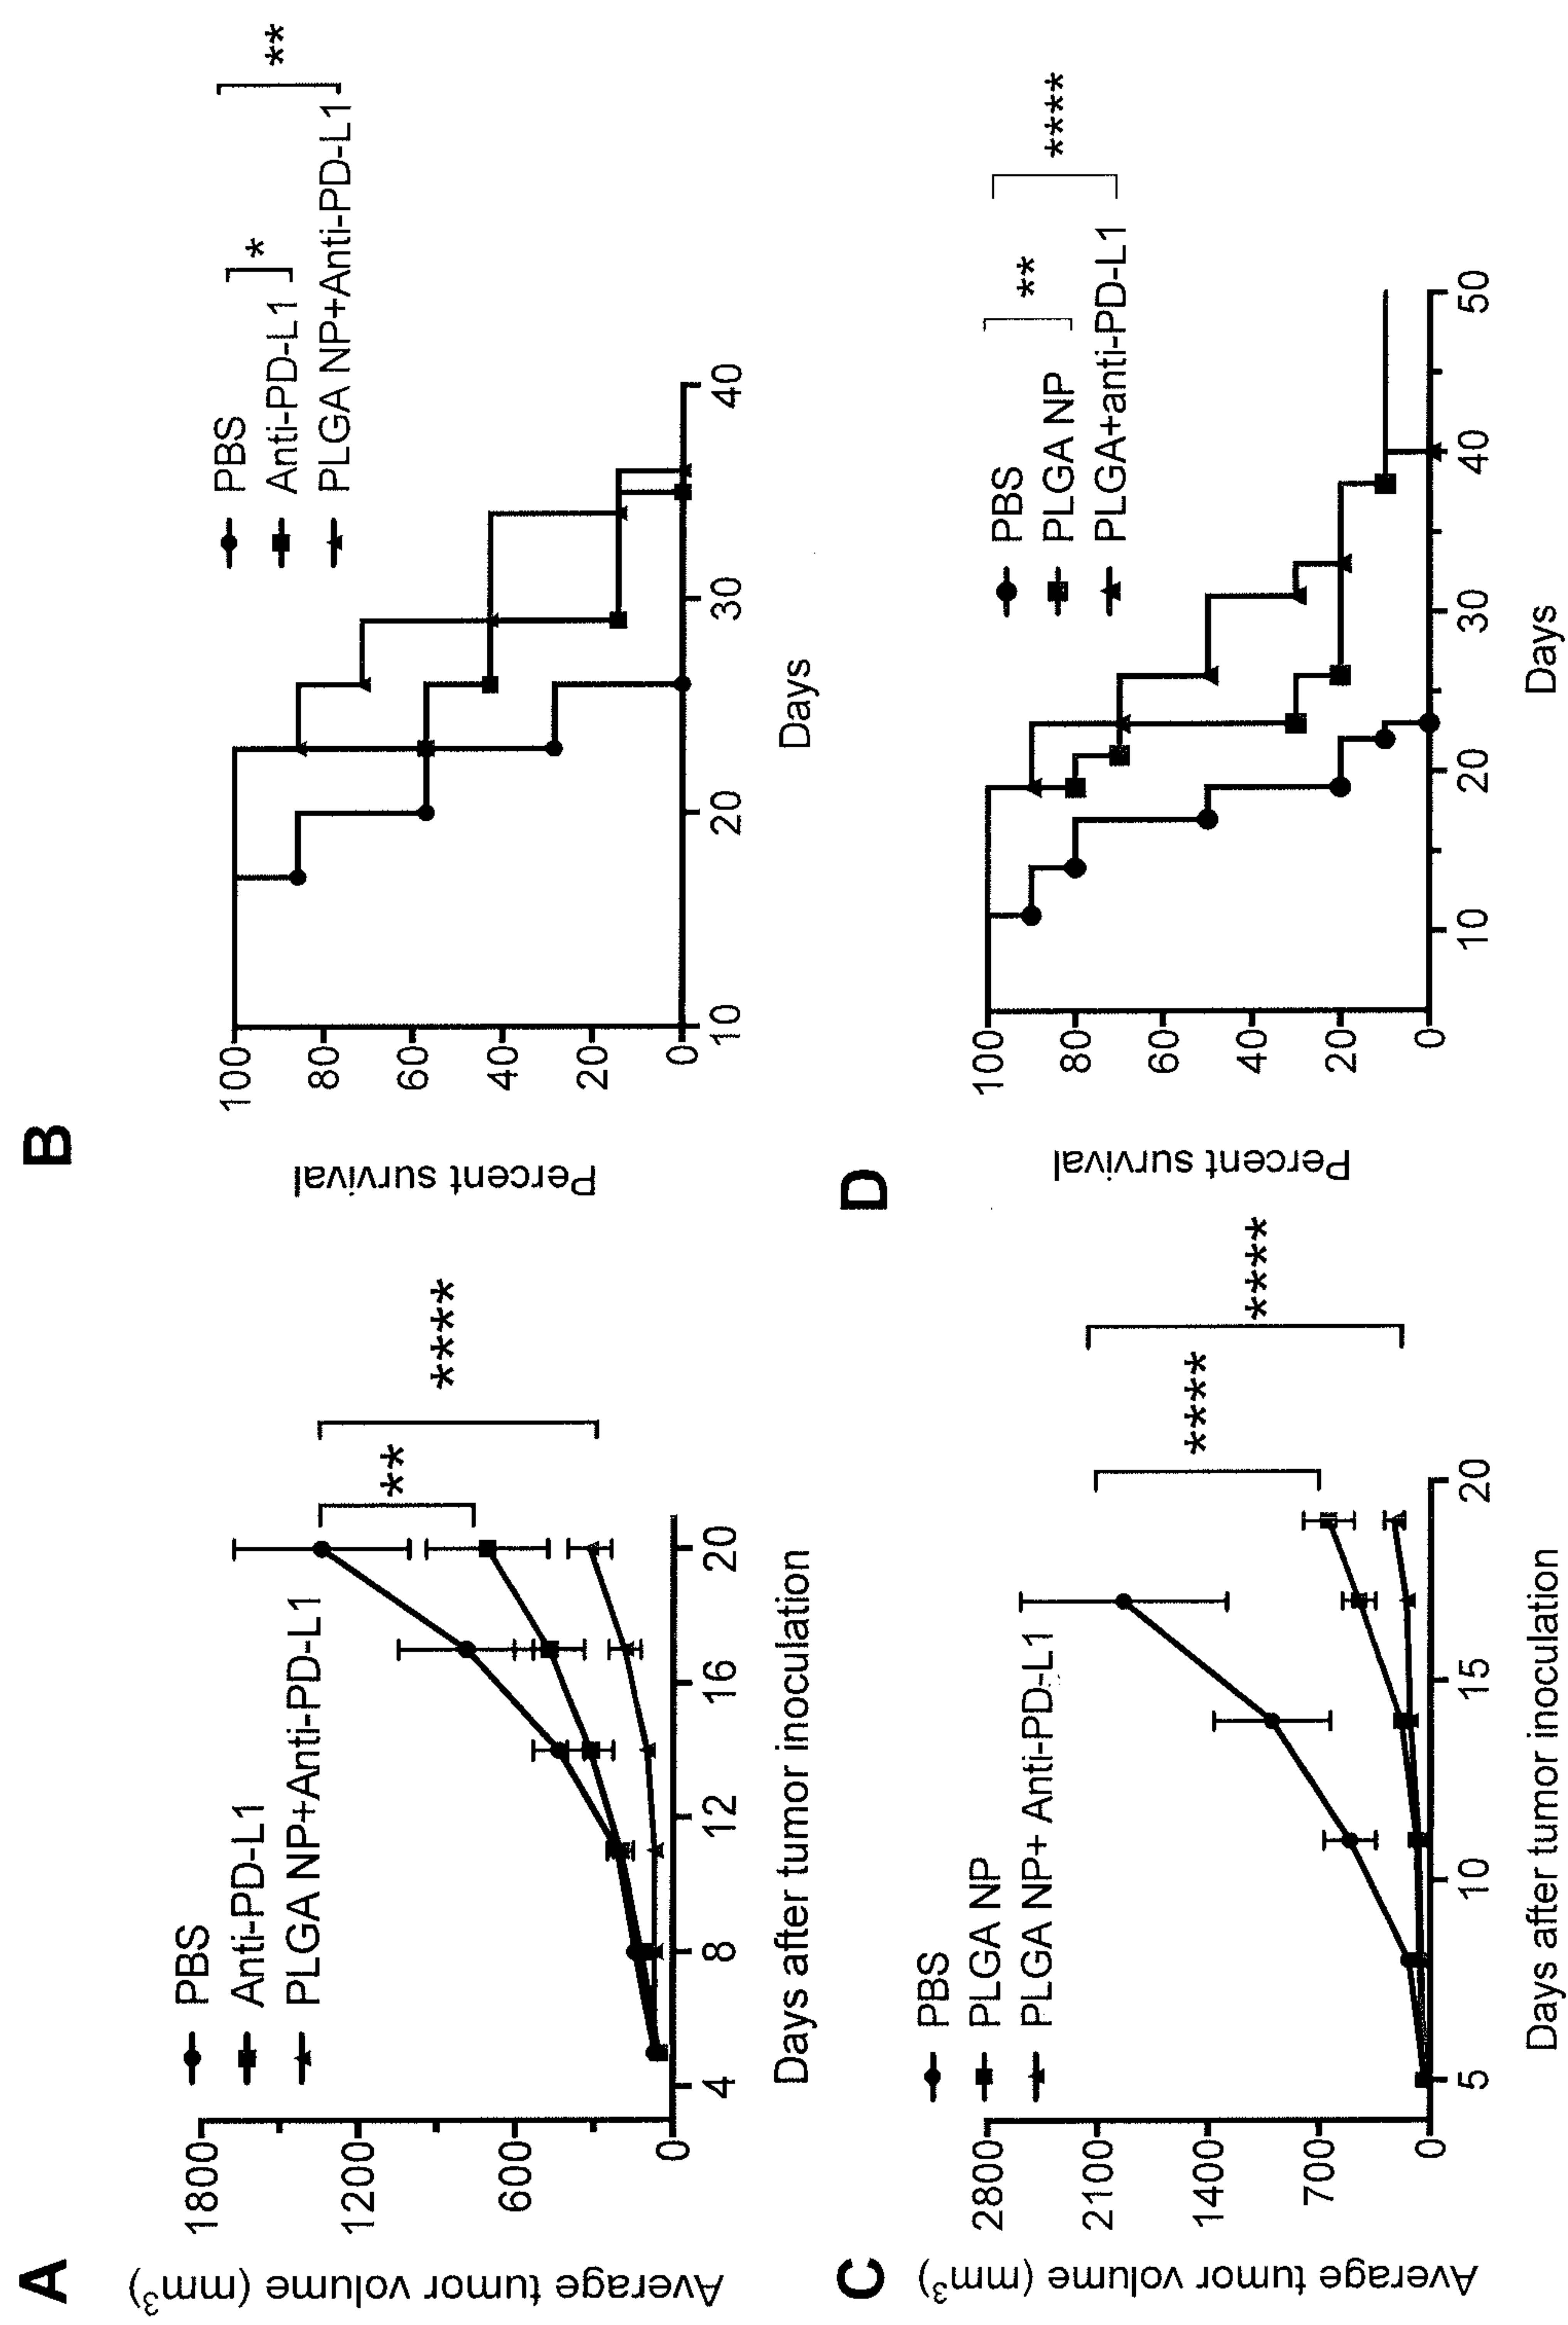 A
Average tumor volume (mm³)
1800
1200
600
0
PBS
Anti-PD-L1
PLGA NP+Anti-PD-L1
**
****
4
8
12
16
20
Days after tumor inoculation
B
Percent survival
100
80
60
40
20
0
PBS
Anti-PD-L1
PLGA NP+Anti-PD-L1
*
**
10
20
30
40
Days
C
Average tumor volume (mm³)
2800
2100
1400
700
0
PBS
PLGA NP
PLGA NP+ Anti-PD-L1
****
****
5
10
15
20
Days after tumor inoculation
D
Percent survival
100
80
60
40
20
0
PBS
PLGA NP
PLGA+anti-PD-L1
**
****
10
20
30
40
50
Days